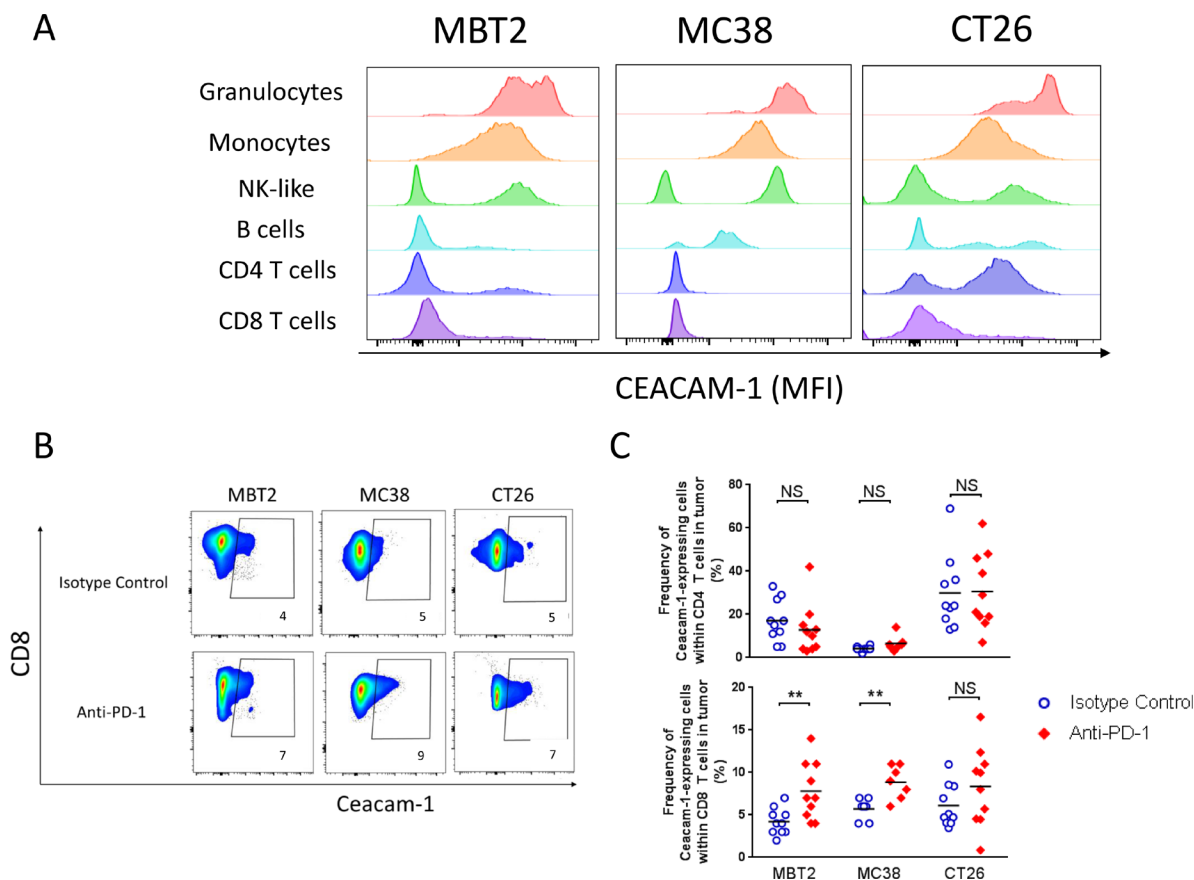 A
MBT2 MC38 CT26
Granulocytes
Monocytes
NK-like
B cells
CD4 T cells
CD8 T cells
CEACAM-1 (MFI)
B
MBT2 MC38 CT26
Isotype Control
4 5 5
CD8
Anti-PD-1
7 9 7
Ceacam-1
C
Frequency of
Ceacam-1-expressing cells
within CD4 T cells in tumor
(%)
80
60
40
20
0
NS NS NS
Frequency of
Ceacam-1-expressing cells
within CD8 T cells in tumor
(%)
20
15
10
5
0
** ** NS
MBT2 MC38 CT26
Isotype Control
Anti-PD-1